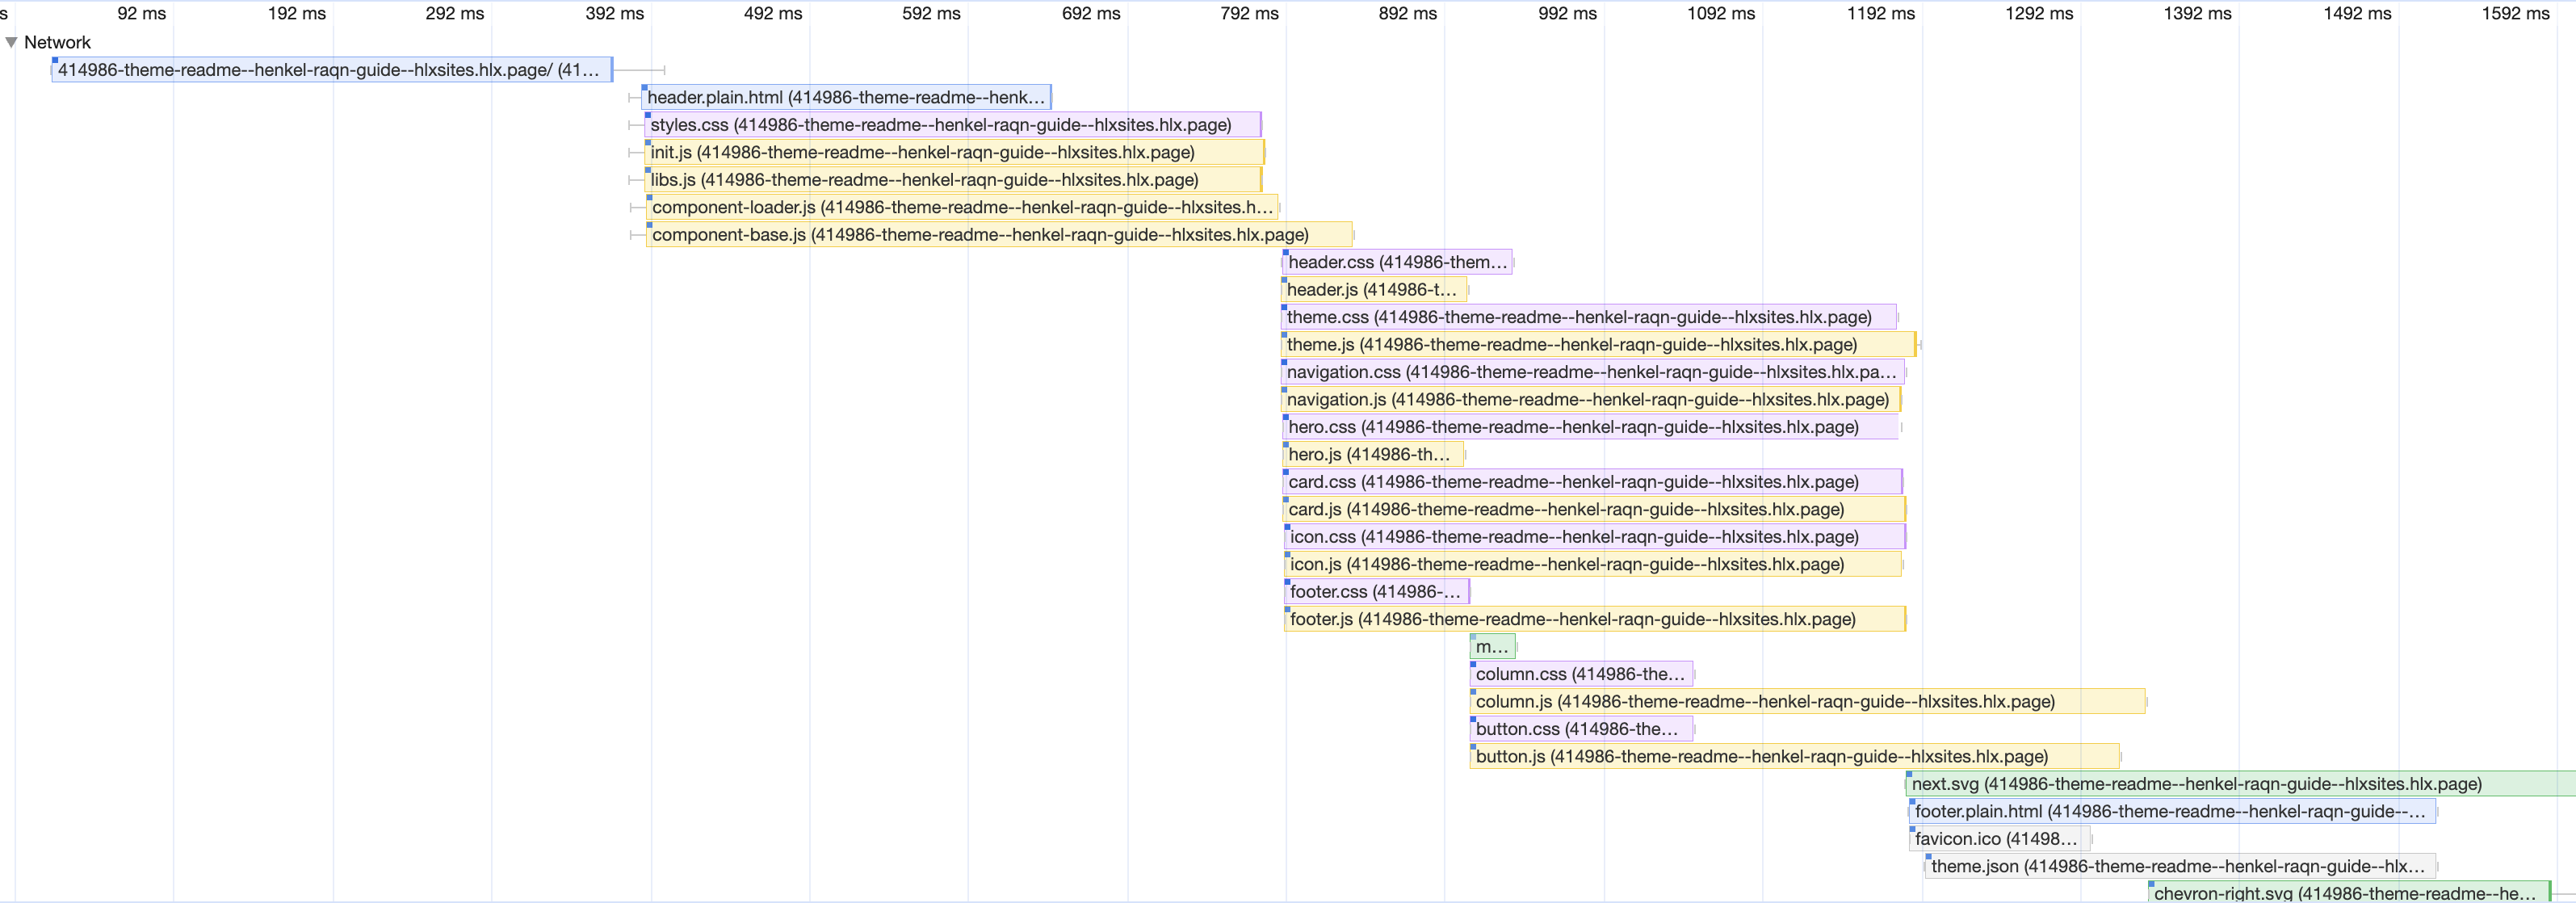 s 92 ms 192 ms 292 ms 392 ms 492 ms 592 ms 692 ms 792 ms 892 ms 992 ms 1092 ms 1192 ms 1292 ms 1392 ms 1492 ms 1592 ms
Network
414986-theme-readme--henkel-raqn-guide--hlxsites.hlx.page/ (41...
header.plain.html (414986-theme-readme--henk...
styles.css (414986-theme-readme--henkel-raqn-guide--hlxsites.hlx.page)
init.js (414986-theme-readme--henkel-raqn-guide--hlxsites.hlx.page)
libs.js (414986-theme-readme--henkel-raqn-guide--hlxsites.hlx.page)
component-loader.js (414986-theme-readme--henkel-raqn-guide--hlxsites.h...
component-base.js (414986-theme-readme--henkel-raqn-guide--hlxsites.hlx.page)
header.css (414986-them...
header.js (414986-t...
theme.css (414986-theme-readme--henkel-raqn-guide--hlxsites.hlx.page)
theme.js (414986-theme-readme--henkel-raqn-guide--hlxsites.hlx.page)
navigation.css (414986-theme-readme--henkel-raqn-guide--hlxsites.hlx.pa...
navigation.js (414986-theme-readme--henkel-raqn-guide--hlxsites.hlx.page)
hero.css (414986-theme-readme--henkel-raqn-guide--hlxsites.hlx.page)
hero.js (414986-th...
card.css (414986-theme-readme--henkel-raqn-guide--hlxsites.hlx.page)
card.js (414986-theme-readme--henkel-raqn-guide--hlxsites.hlx.page)
icon.css (414986-theme-readme--henkel-raqn-guide--hlxsites.hlx.page)
icon.js (414986-theme-readme--henkel-raqn-guide--hlxsites.hlx.page)
footer.css (414986-...
footer.js (414986-theme-readme--henkel-raqn-guide--hlxsites.hlx.page)
m...
column.css (414986-the...
column.js (414986-theme-readme--henkel-raqn-guide--hlxsites.hlx.page)
button.css (414986-the...
button.js (414986-theme-readme--henkel-raqn-guide--hlxsites.hlx.page)
next.svg (414986-theme-readme--henkel-raqn-guide--hlxsites.hlx.page)
footer.plain.html (414986-theme-readme--henkel-raqn-guide--...
favicon.ico (41498...
theme.json (414986-theme-readme--henkel-raqn-guide--hlx...
chevron-right.svg (414986-theme-readme--he...